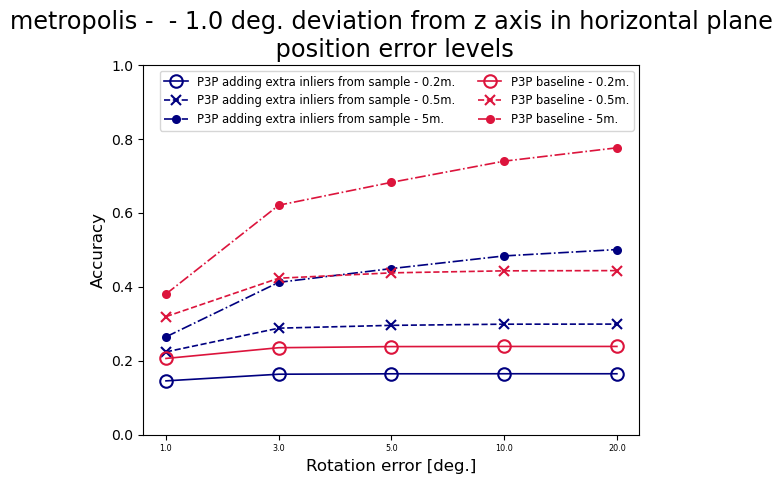 metropolis -  - 1.0 deg. deviation from z axis in horizontal plane
position error levels
P3P adding extra inliers from sample - 0.2m.
P3P adding extra inliers from sample - 0.5m.
P3P adding extra inliers from sample - 5m.
P3P baseline - 0.2m.
P3P baseline - 0.5m.
P3P baseline - 5m.
1.0
0.8
0.6
0.4
0.2
0.0
Accuracy
1.0 3.0 5.0 10.0 20.0
Rotation error [deg.]